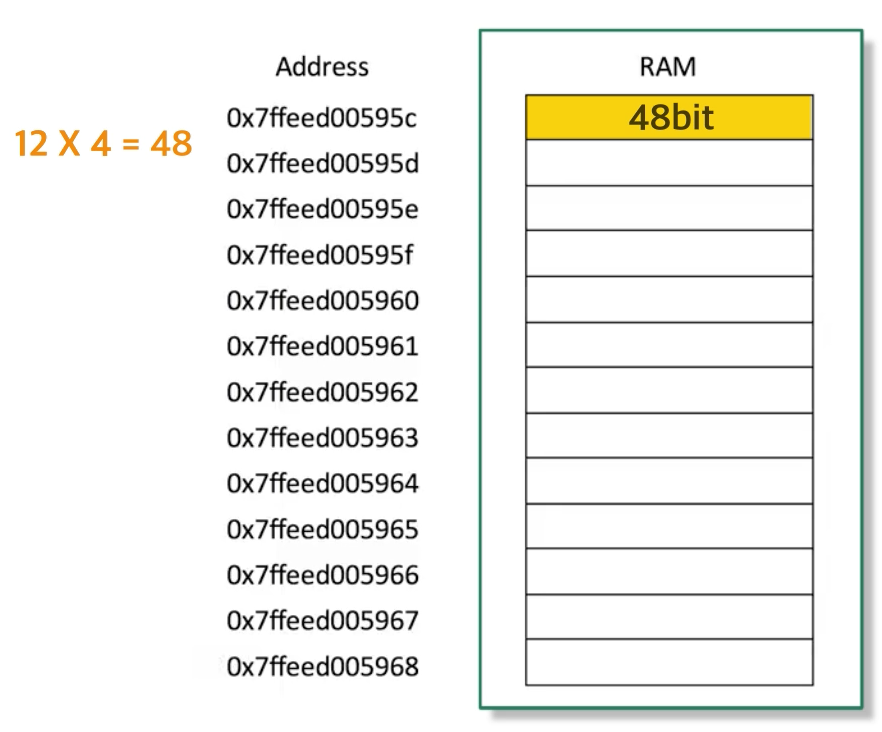 Address
RAM
12 X 4 = 48
0x7ffeed00595c
48bit
0x7ffeed00595d
0x7ffeed00595e
0x7ffeed00595f
0x7ffeed005960
0x7ffeed005961
0x7ffeed005962
0x7ffeed005963
0x7ffeed005964
0x7ffeed005965
0x7ffeed005966
0x7ffeed005967
0x7ffeed005968